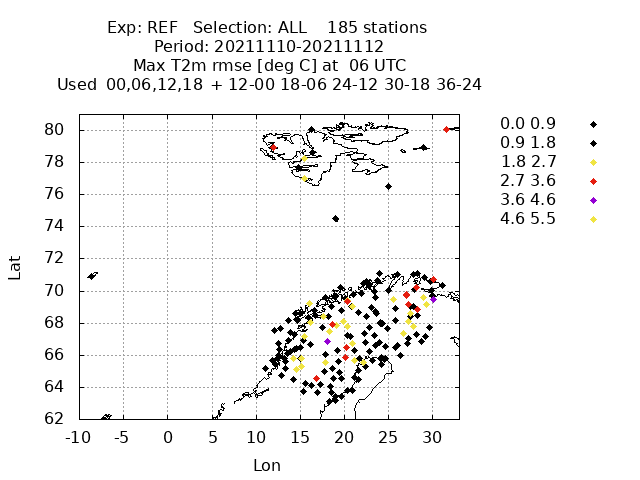 Exp: REF Selection: ALL 185 stations
Period: 20211110-20211112
Max T2m rmse [deg C] at 06 UTC
Used 00,06,12,18 + 12-00 18-06 24-12 30-18 36-24
80
78
76
74
72
70
68
66
64
62
Lat
-10 -5 0 5 10 15 20 25 30
Lon
0.0 0.9
0.9 1.8
1.8 2.7
2.7 3.6
3.6 4.6
4.6 5.5